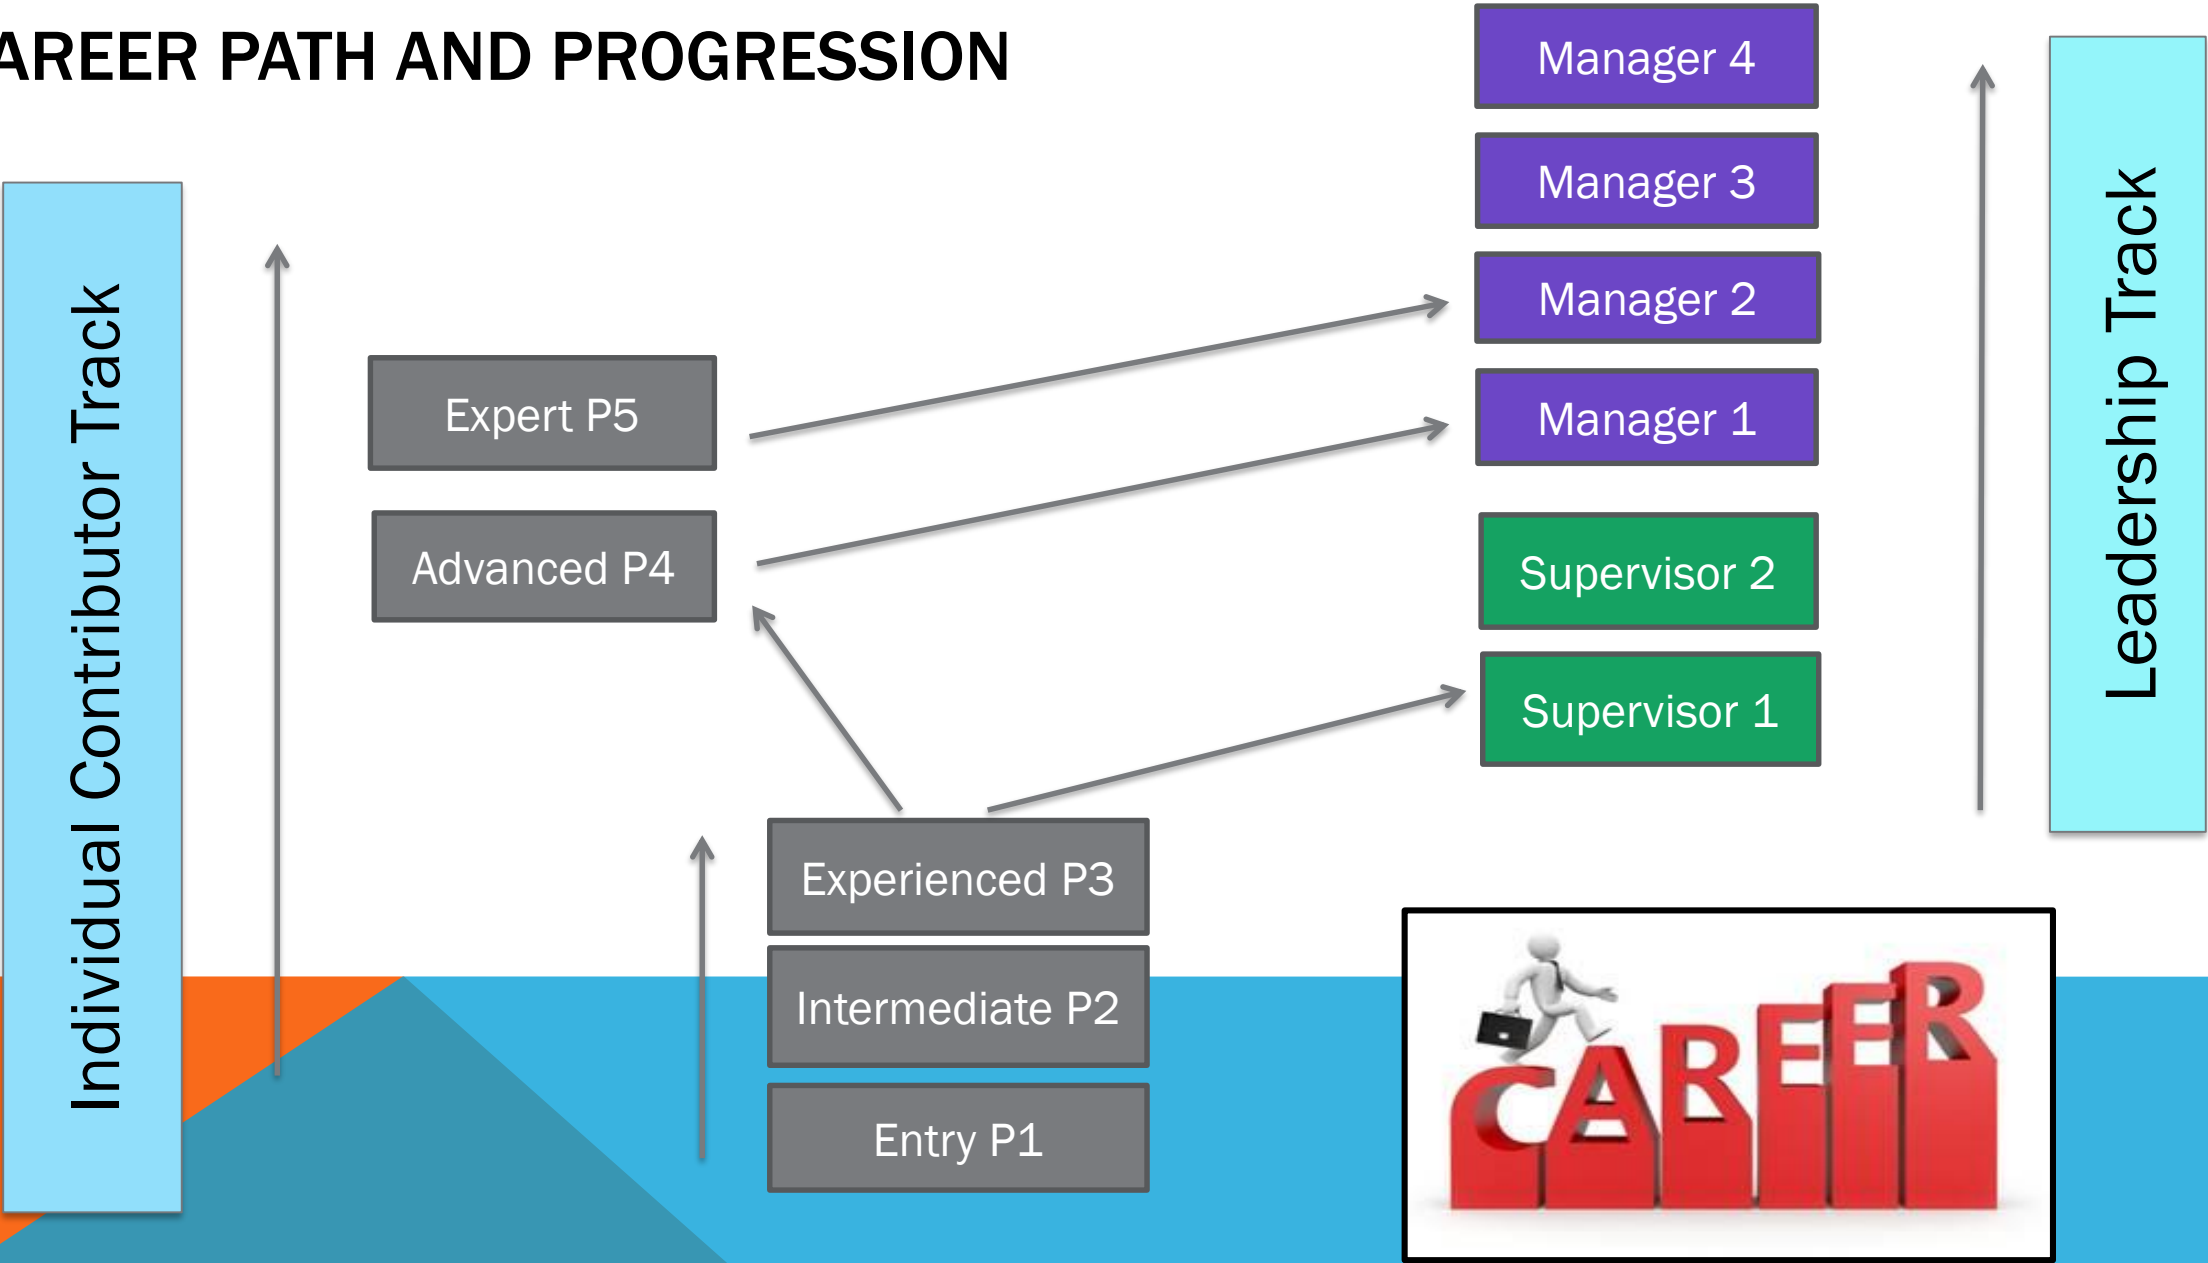 AREER PATH AND PROGRESSION
Individual Contributor Track
Expert P5
Advanced P4
Experienced P3
Intermediate P2
Entry P1
Manager 4
Manager 3
Manager 2
Manager 1
Supervisor 2
Supervisor 1
Leadership Track
CAREER